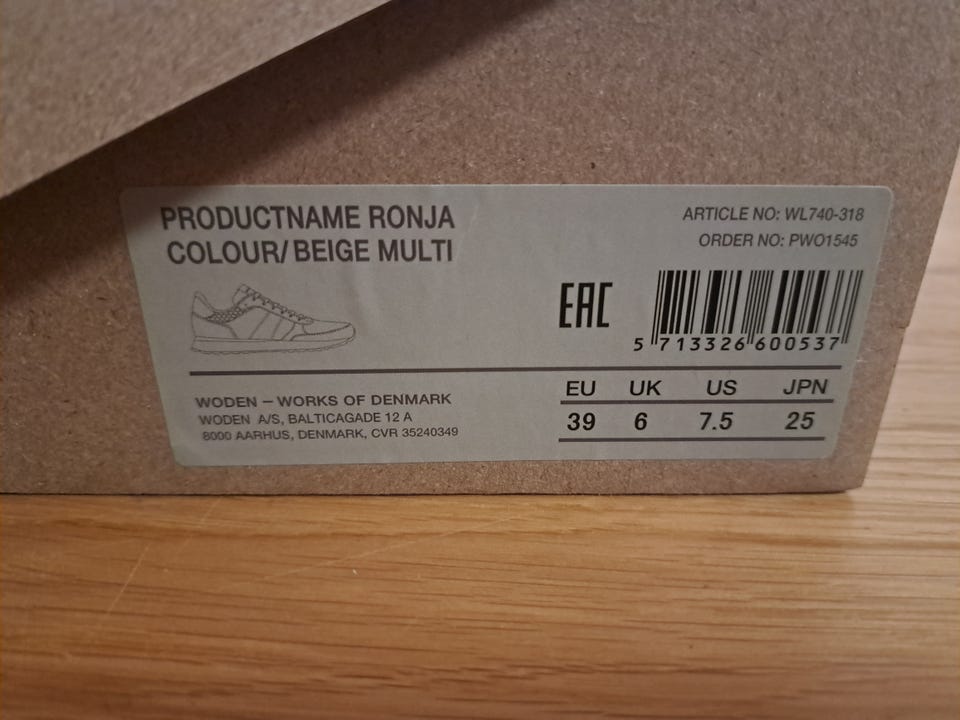 PRODUCTNAME RONJA
COLOUR/BEIGE MULTI
ARTICLE NO: WL740-318
ORDER NO: PWO1545
EAC
5 713326 600537
WODEN – WORKS OF DENMARK
WODEN A/S, BALTICAGADE 12 A
8000 AARHUS, DENMARK, CVR 35240349
EU UK US JPN
39 6 7.5 25